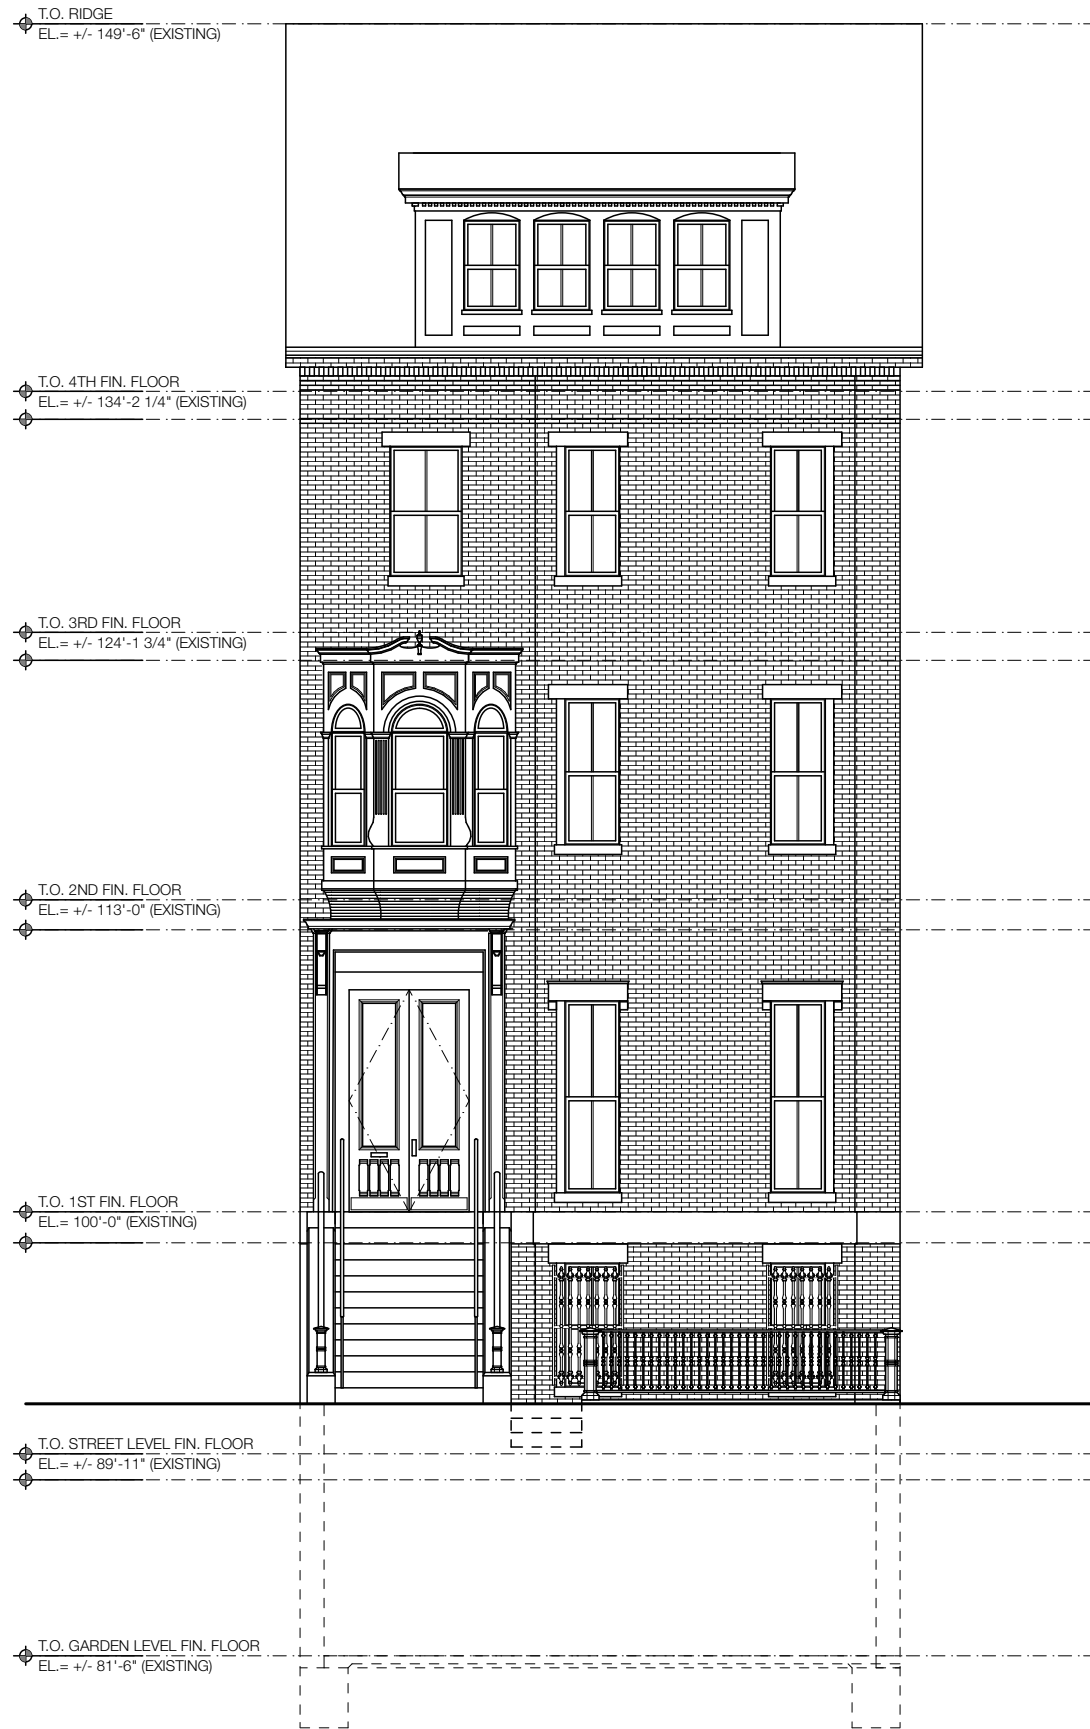 T.O. RIDGE
EL.= +/- 149'-6" (EXISTING)
T.O. 4TH FIN. FLOOR
EL.= +/- 134'-2 1/4" (EXISTING)
T.O. 3RD FIN. FLOOR
EL.= +/- 124'-1 3/4" (EXISTING)
T.O. 2ND FIN. FLOOR
EL.= +/- 113'-0" (EXISTING)
T.O. 1ST FIN. FLOOR
EL.= 100'-0" (EXISTING)
T.O. STREET LEVEL FIN. FLOOR
EL.= +/- 89'-11" (EXISTING)
T.O. GARDEN LEVEL FIN. FLOOR
EL.= +/- 81'-6" (EXISTING)